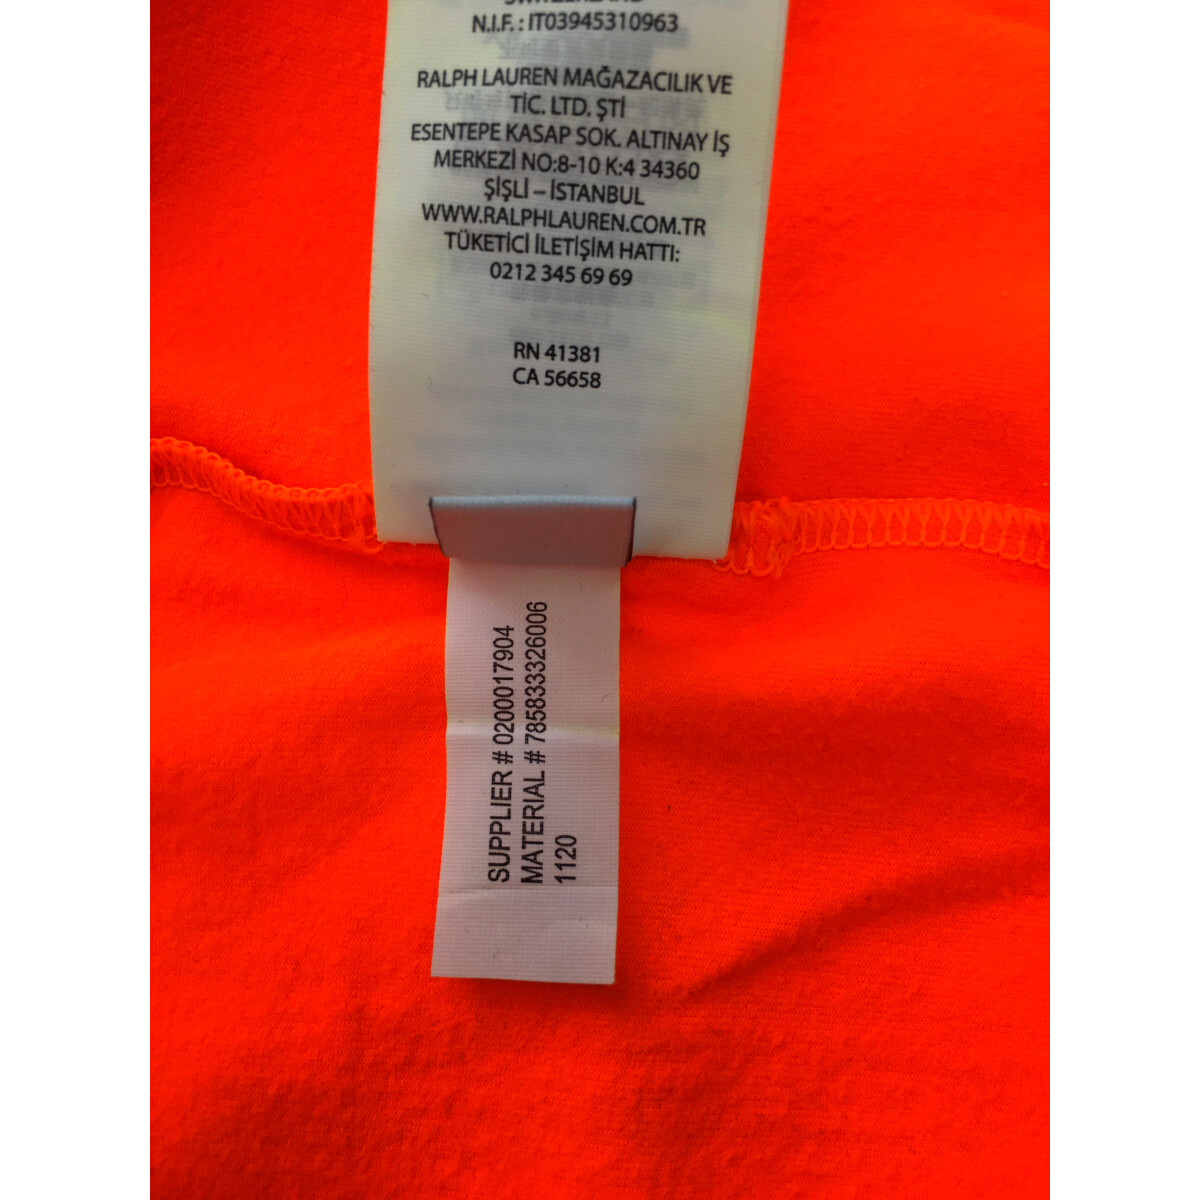 SWITZERLAND
N.I.F.: IT03945310963
RALPH LAUREN MAĞAZACILIK VE
TİC. LTD. ŞTİ
ESENTEPE KASAP SOK. ALTINAY İŞ
MERKEZİ NO:8-10 K:4 34360
ŞİŞLİ – İSTANBUL
WWW.RALPHLAUREN.COM.TR
TÜKETİCİ İLETİŞİM HATTI:
0212 345 69 69
RN 41381
CA 56658
SUPPLIER # 0200017904
MATERIAL # 785833326006
1120